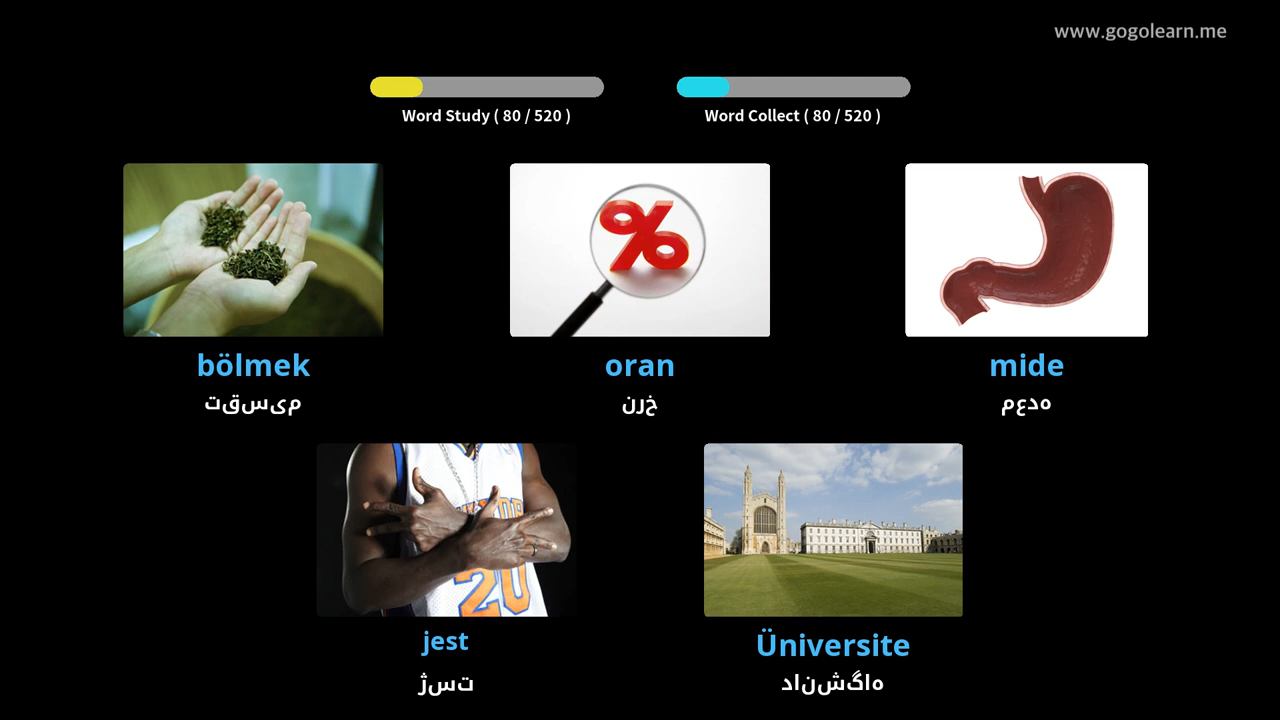 www.gogolearn.me
Word Study ( 80 / 520 )
Word Collect ( 80 / 520 )
bölmek
تقسیم
oran
نرخ
mide
معده
20
jest
ژست
Üniversite
دانشگاه